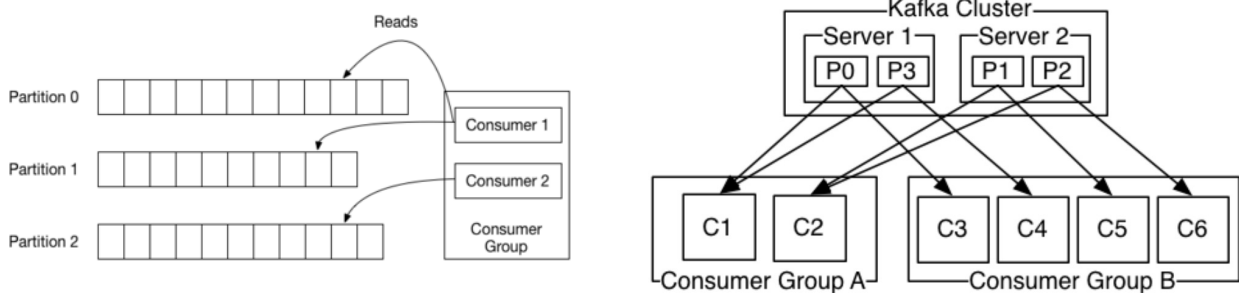 Reads
Partition 0
Partition 1
Partition 2
Consumer 1
Consumer 2
Consumer
Group
Kafka Cluster
Server 1
P0 P3
Server 2
P1 P2
C1 C2
Consumer Group A
C3 C4 C5 C6
Consumer Group B